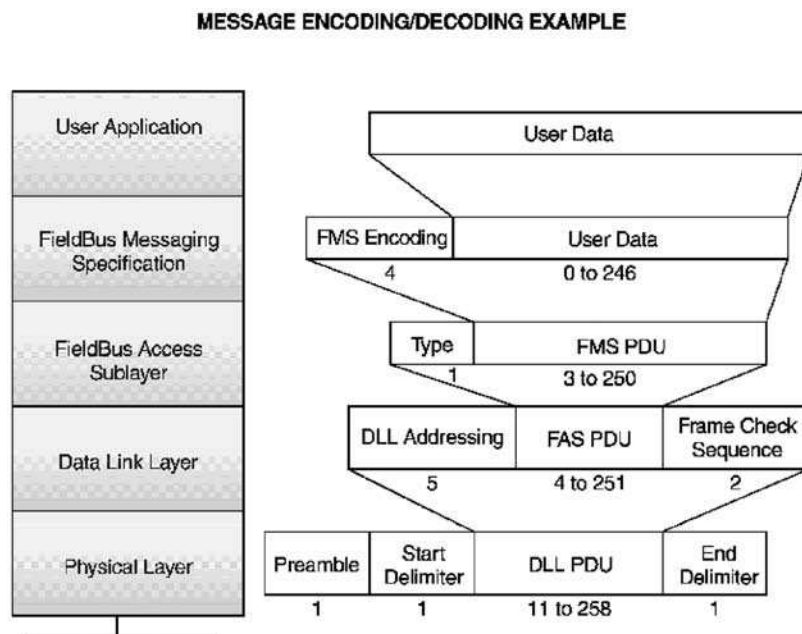 MESSAGE ENCODING/DECODING EXAMPLE
User Application
User Data
FieldBus Messaging
Specification
FMS Encoding
User Data
4
0 to 246
FieldBus Access
Sublayer
Type
FMS PDU
1
3 to 250
Data Link Layer
DLL Addressing
FAS PDU
Frame Check
Sequence
5
4 to 251
2
Physical Layer
Preamble
Start
Delimiter
DLL PDU
End
Delimiter
1
1
11 to 258
1